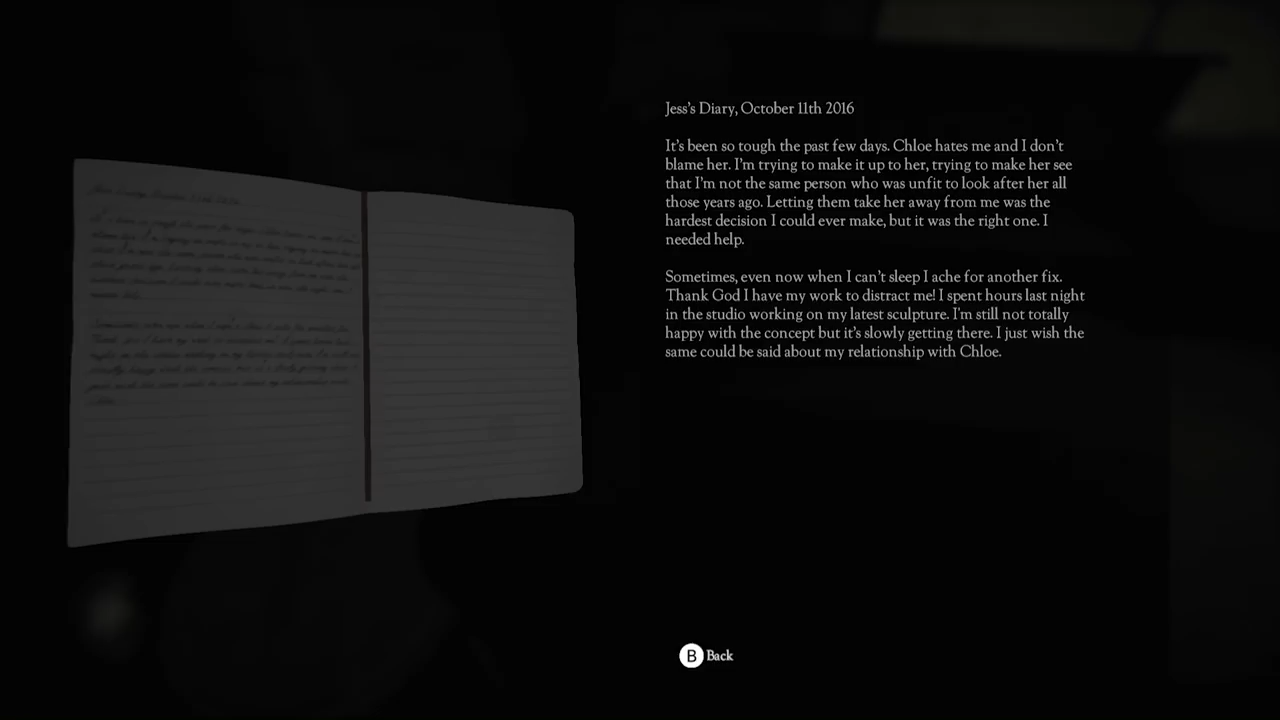 Jess's Diary, October 11th 2016
It's been so tough the past few days. Chloe hates me and I don't
blame her. I'm trying to make it up to her, trying to make her see
that I'm not the same person who was unfit to look after her all
those years ago. Letting them take her away from me was the
hardest decision I could ever make, but it was the right one. I
needed help.
Sometimes, even now when I can't sleep I ache for another fix.
Thank God I have my work to distract me! I spent hours last night
in the studio working on my latest sculpture. I'm still not totally
happy with the concept but it's slowly getting there. I just wish the
same could be said about my relationship with Chloe.
B Back